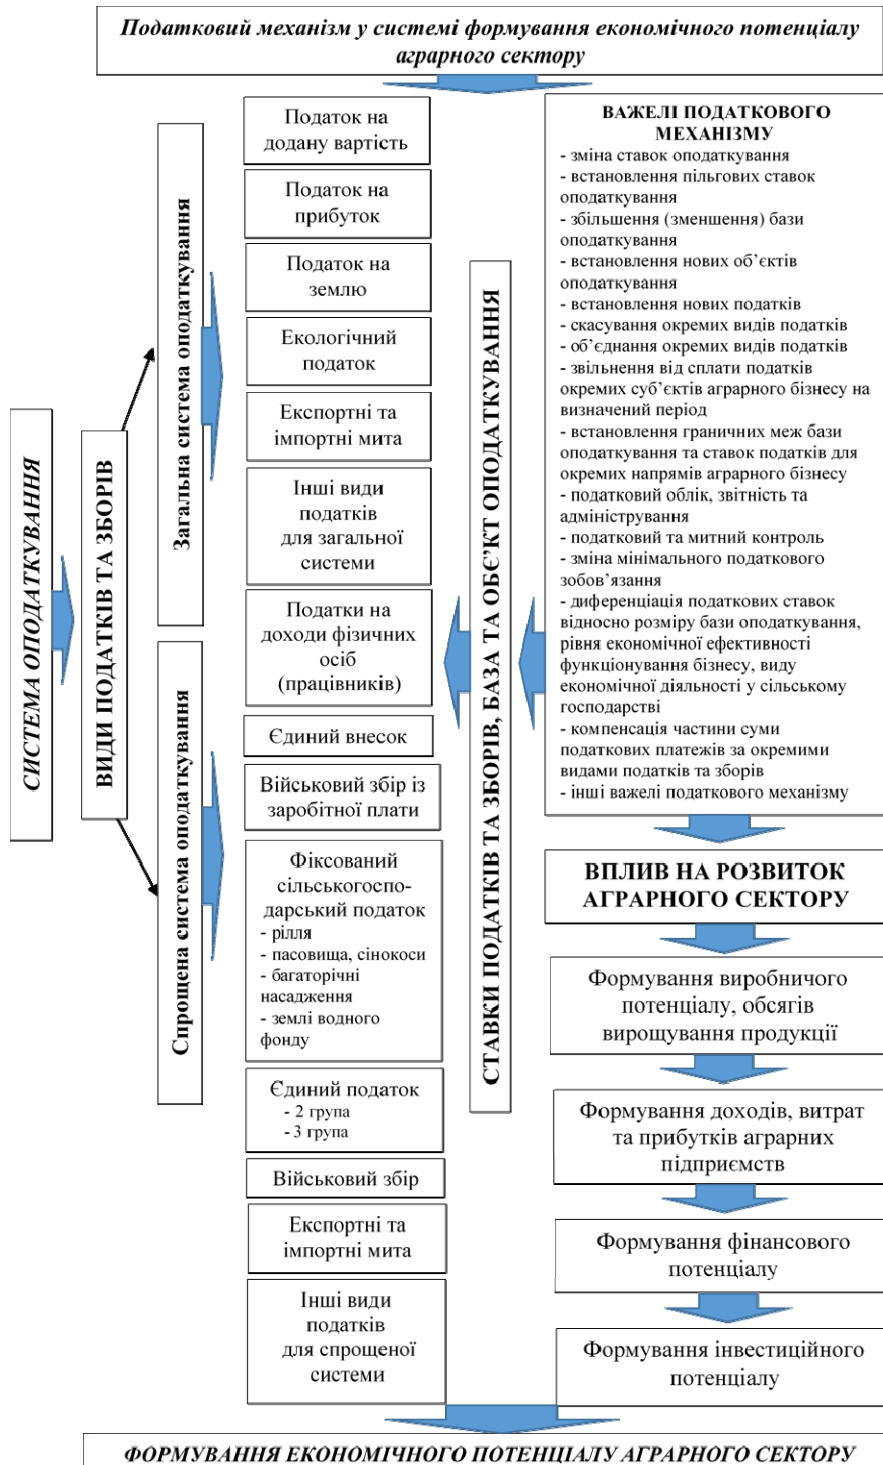 Податковий механізм у системі формування економічного потенціалу
аграрного сектору
СИСТЕМА ОПОДАТКУВАННЯ
ВИДИ ПОДАТКІВ ТА ЗБОРІВ
Загальна система оподаткування
Спрощена система оподаткування
Податок на
додану вартість
Податок на
прибуток
Податок на
землю
Екологічний
податок
Експортні та
імпортні мита
Інші види
податків
для загальної
системи
Податки на
доходи фізичних
осіб
(працівників)
Єдиний внесок
Військовий збір із
заробітної плати
Фіксований
сільськогоспо-
дарський податок
- рілля
- пасовища, сінокоси
- багаторічні
насадження
- землі водного
фонду
Єдиний податок
- 2 група
- 3 група
Військовий збір
Експортні та
імпортні мита
Інші види
податків
для спрощеної
системи
СТАВКИ ПОДАТКІВ ТА ЗБОРІВ, БАЗА ТА ОБЄ’КТ ОПОДАТКУВАННЯ
ВАЖЕЛІ ПОДАТКОВОГО
МЕХАНІЗМУ
- зміна ставок оподаткування
- встановлення пільгових ставок
оподаткування
- збільшення (зменшення) бази
оподаткування
- встановлення нових об’єктів
оподаткування
- встановлення нових податків
- скасування окремих видів податків
- об’єднання окремих видів податків
- звільнення від сплати податків
окремих суб’єктів аграрного бізнесу на
визначений період
- встановлення граничних меж бази
оподаткування та ставок податків для
окремих напрямів аграрного бізнесу
- податковий облік, звітність та
адміністрування
- податковий та митний контроль
- зміна мінімального податкового
зобов’язання
- диференціація податкових ставок
відносно розміру бази оподаткування,
рівня економічної ефективності
функціонування бізнесу, виду
економічної діяльності у сільському
господарстві
- компенсація частини суми
податкових платежів за окремими
видами податків та зборів
- інші важелі податкового механізму
ВПЛИВ НА РОЗВИТОК
АГРАРНОГО СЕКТОРУ
Формування виробничого
потенціалу, обсягів
вирощування продукції
Формування доходів, витрат
та прибутків аграрних
підприємств
Формування фінансового
потенціалу
Формування інвестиційного
потенціалу
ФОРМУВАННЯ ЕКОНОМІЧНОГО ПОТЕНЦІАЛУ АГРАРНОГО СЕКТОРУ